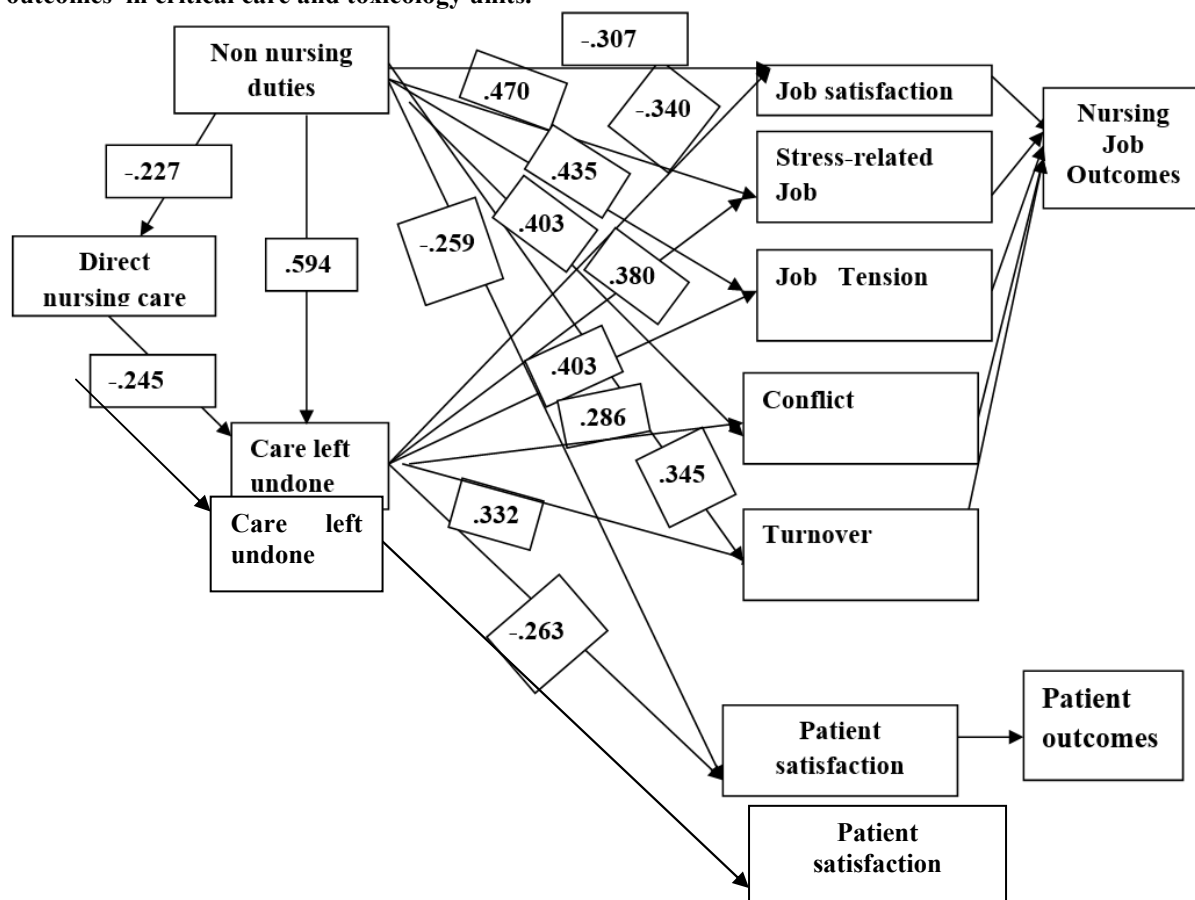 outcomes in critical care and toxicology units.
-.307
Non nursing
duties
.470
-.340
Job satisfaction
Nursing
Job
Outcomes
Stress-related
Job
-.227
.435
.403
-.259
.380
Direct
nursing care
.594
Job Tension
-.245
.403
.286
Conflict
Care left
undone
.345
Care left
undone
.332
Turnover
-.263
Patient
outcomes
Patient
satisfaction
Patient
satisfaction